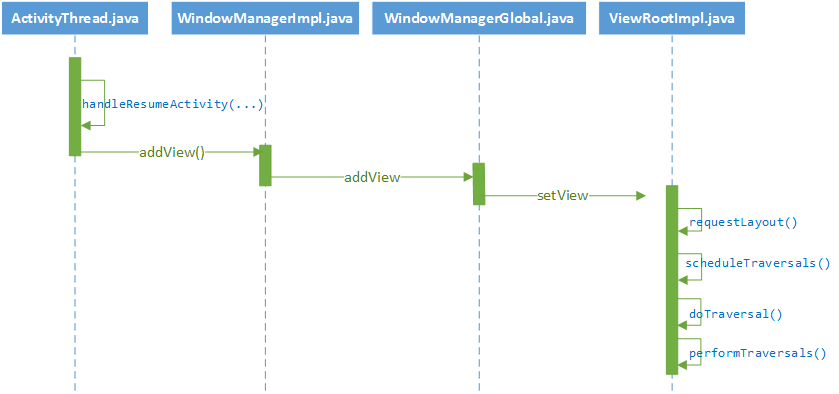 ActivityThread.java
WindowManagerImpl.java
WindowManagerGlobal.java
ViewRootImpl.java
handleResumeActivity(...)
addView()
addView
setView
requestLayout()
scheduleTraversals()
doTraversal()
performTraversals()